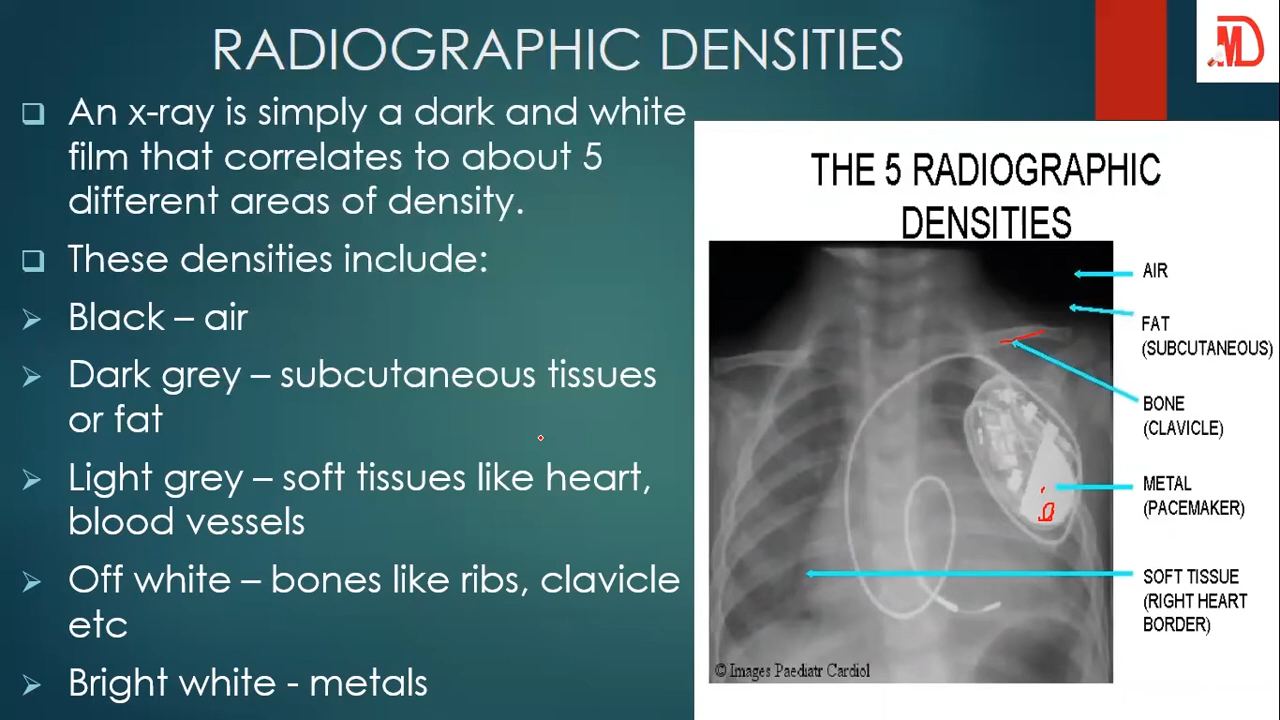 RADIOGRAPHIC DENSITIES
MD
An x-ray is simply a dark and white
film that correlates to about 5
different areas of density.
These densities include:
Black – air
Dark grey – subcutaneous tissues
or fat
Light grey – soft tissues like heart,
blood vessels
Off white – bones like ribs, clavicle
etc
Bright white - metals
THE 5 RADIOGRAPHIC
DENSITIES
AIR
FAT
(SUBCUTANEOUS)
BONE
(CLAVICLE)
METAL
(PACEMAKER)
SOFT TISSUE
(RIGHT HEART
BORDER)
© Images Paediatr Cardiol